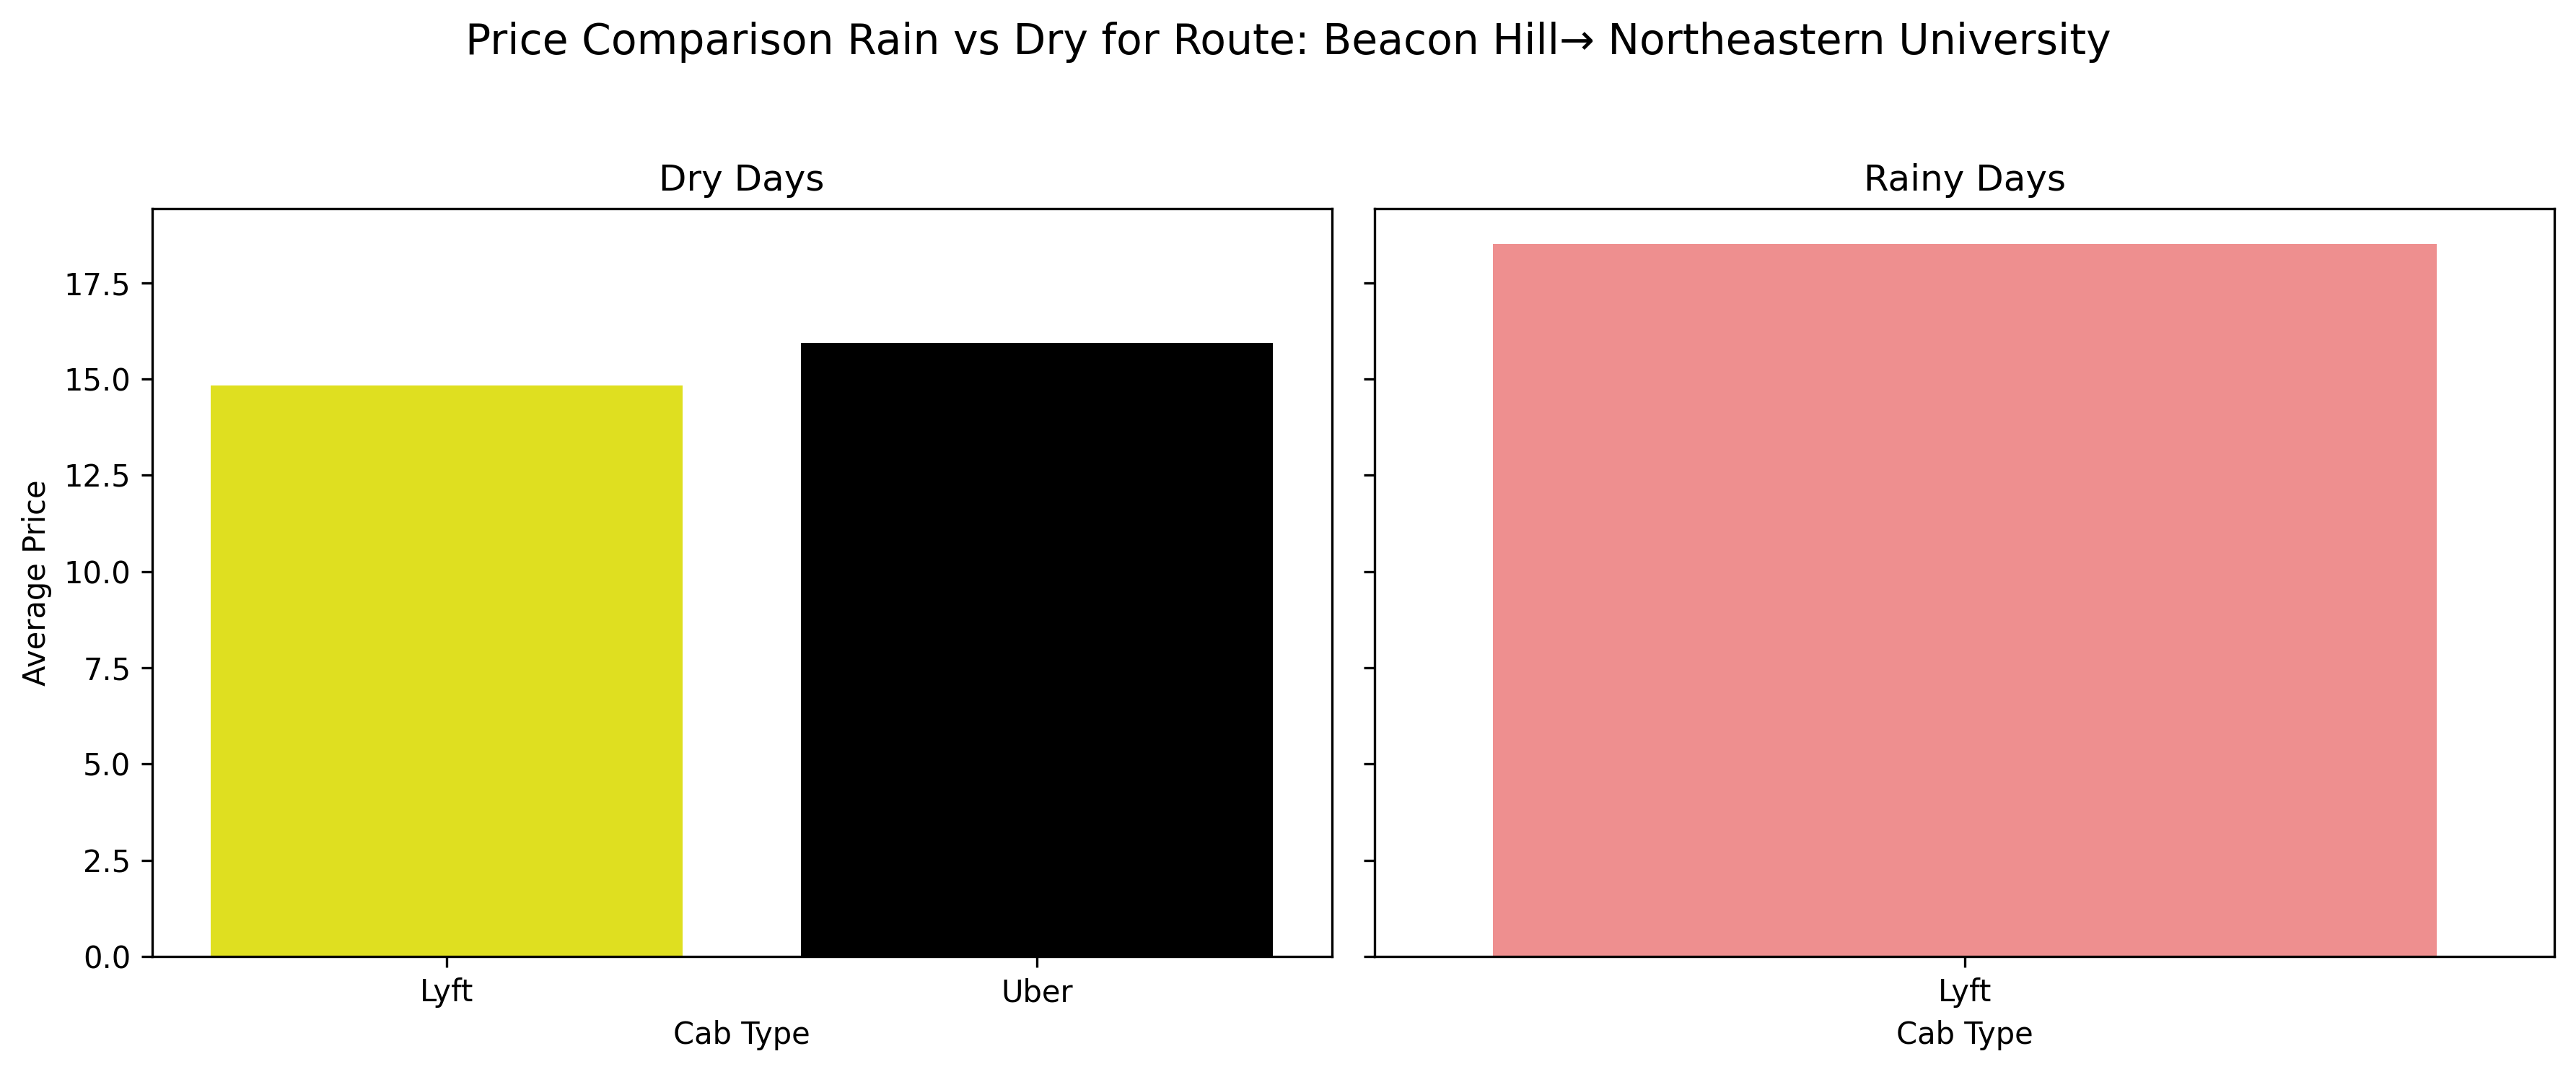 Price Comparison Rain vs Dry for Route: Beacon Hill→ Northeastern University
Dry Days
Average Price
17.5
15.0
12.5
10.0
7.5
5.0
2.5
0.0
Lyft
Uber
Cab Type
Rainy Days
Lyft
Cab Type